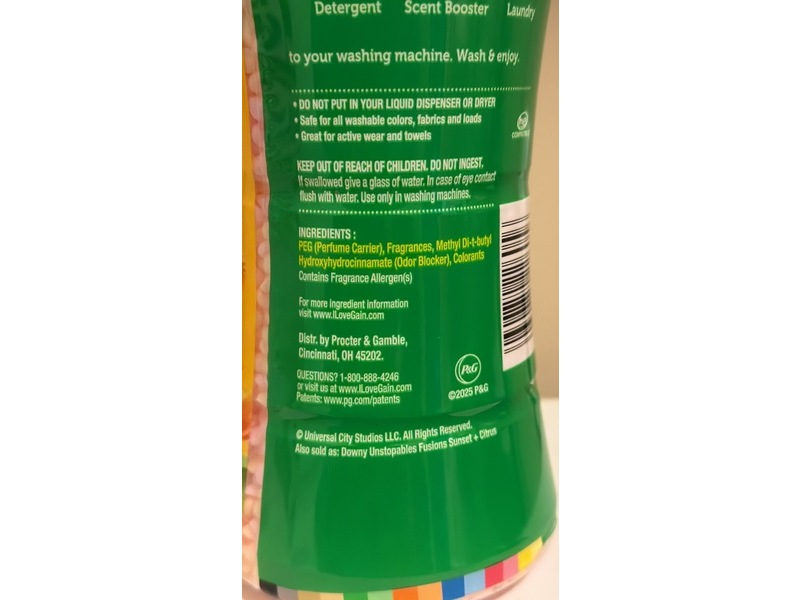 Detergent Scent Booster Laundry
to your washing machine. Wash & enjoy.
• DO NOT PUT IN YOUR LIQUID DISPENSER OR DRYER
• Safe for all washable colors, fabrics and loads
• Great for active wear and towels
KEEP OUT OF REACH OF CHILDREN. DO NOT INGEST.
If swallowed give a glass of water. In case of eye contact
flush with water. Use only in washing machines.
INGREDIENTS :
PEG (Perfume Carrier), Fragrances, Methyl Di-t-butyl
Hydroxyhydrocinnamate (Odor Blocker), Colorants
Contains Fragrance Allergen(s)
For more ingredient information
visit www.ILoveGain.com
Distr. by Procter & Gamble,
Cincinnati, OH 45202.
QUESTIONS? 1-800-888-4246
or visit us at www.ILoveGain.com
Patents: www.pg.com/patents
P&G
©2025 P&G
© Universal City Studios LLC. All Rights Reserved.
Also sold as: Downy Unstopables Fusions Sunset + Citrus